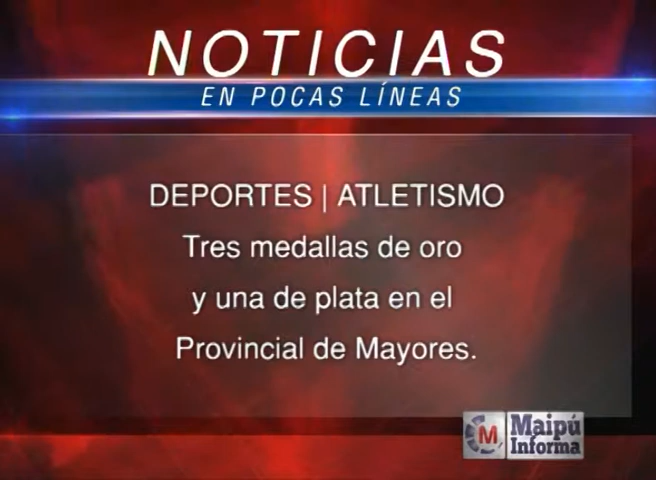 NOTICIAS
EN POCAS LÍNEAS
DEPORTES | ATLETISMO
Tres medallas de oro
y una de plata en el
Provincial de Mayores.
M
Maipú
Informa